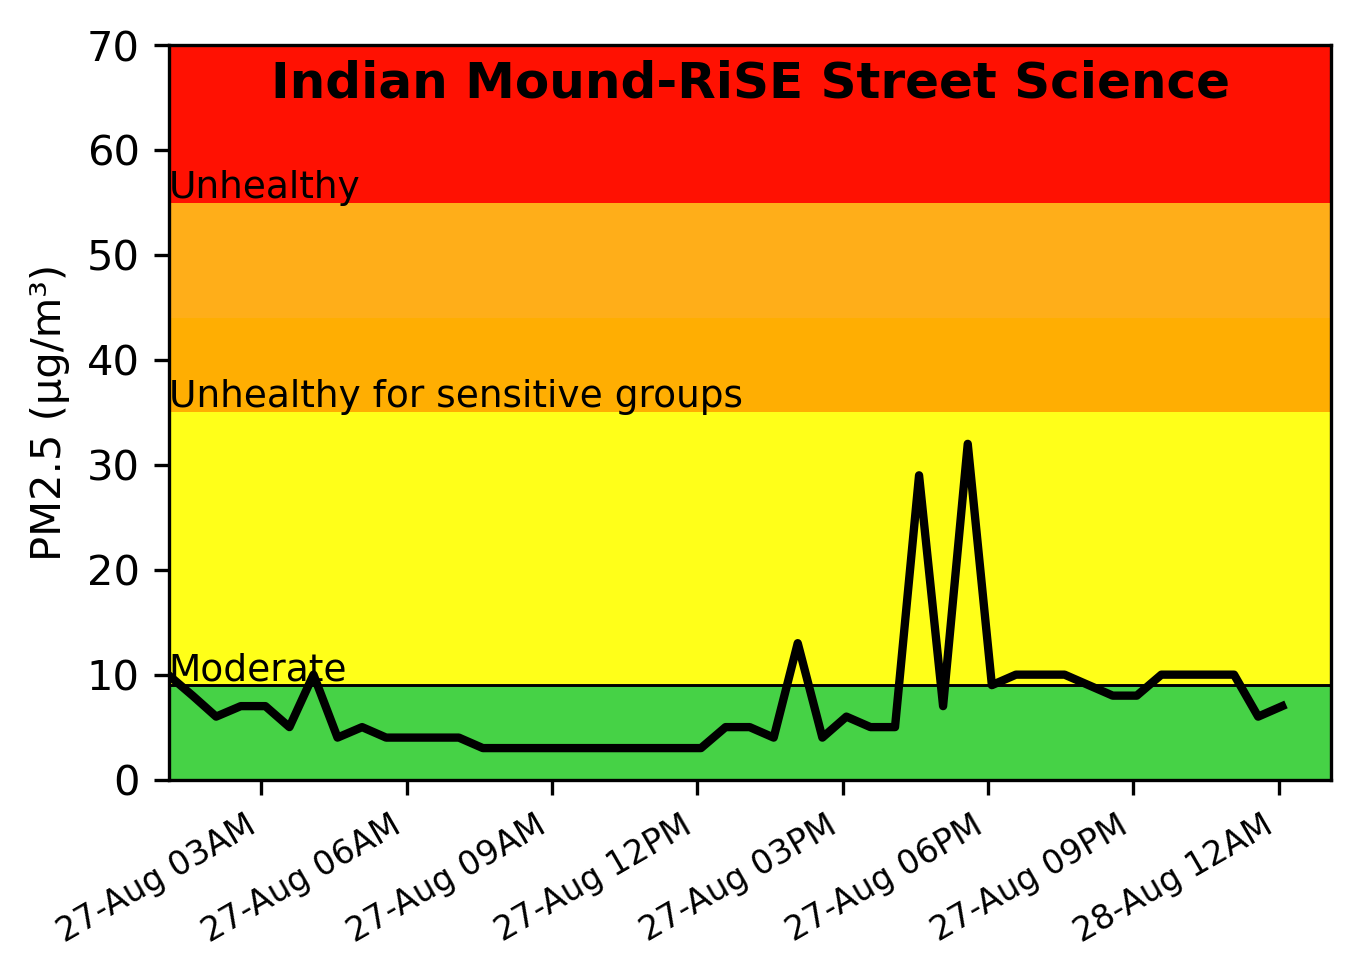 Indian Mound-RiSE Street Science
70
60
50
40
30
20
10
0
PM2.5 (µg/m³)
Unhealthy
Unhealthy for sensitive groups
Moderate
27-Aug 03AM
27-Aug 06AM
27-Aug 09AM
27-Aug 12PM
27-Aug 03PM
27-Aug 06PM
27-Aug 09PM
28-Aug 12AM